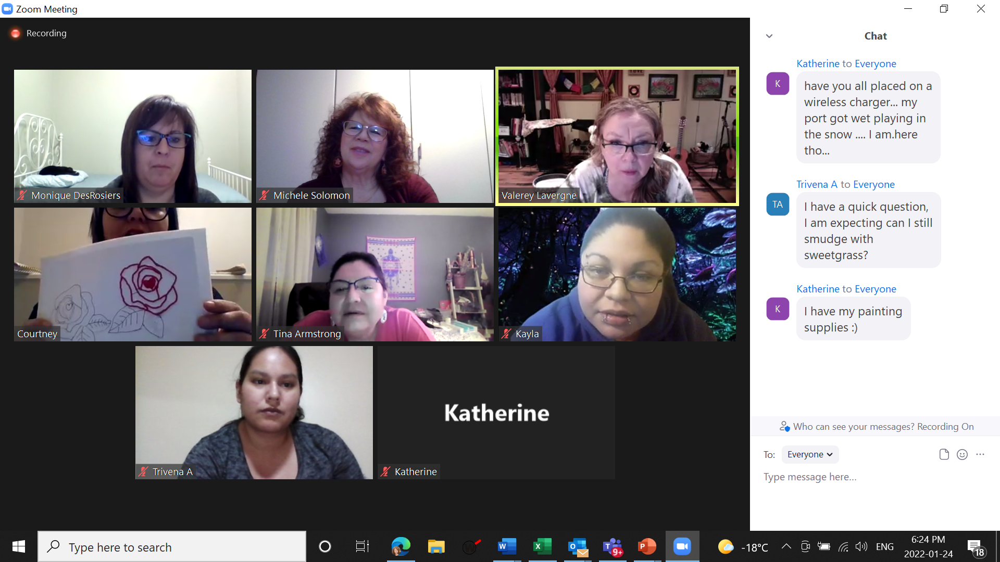 Zoom Meeting
Recording
Monique DesRosiers
Michele Solomon
Valerey Lavergne
Courtney
Tina Armstrong
Kayla
Trivena A
Katherine
Katherine
Chat
Katherine to Everyone
K
have you all placed on a
wireless charger... my
port got wet playing in
the snow .... I am.here
tho...
Trivena A to Everyone
TA
I have a quick question,
I am expecting can I still
smudge with
sweetgrass?
Katherine to Everyone
K
I have my painting
supplies :)
Who can see your messages? Recording On
To: Everyone
Type message here...
Type here to search
W
W
X
O
T
9+
P
-18°C
ENG
6:24 PM
2022-01-24
18